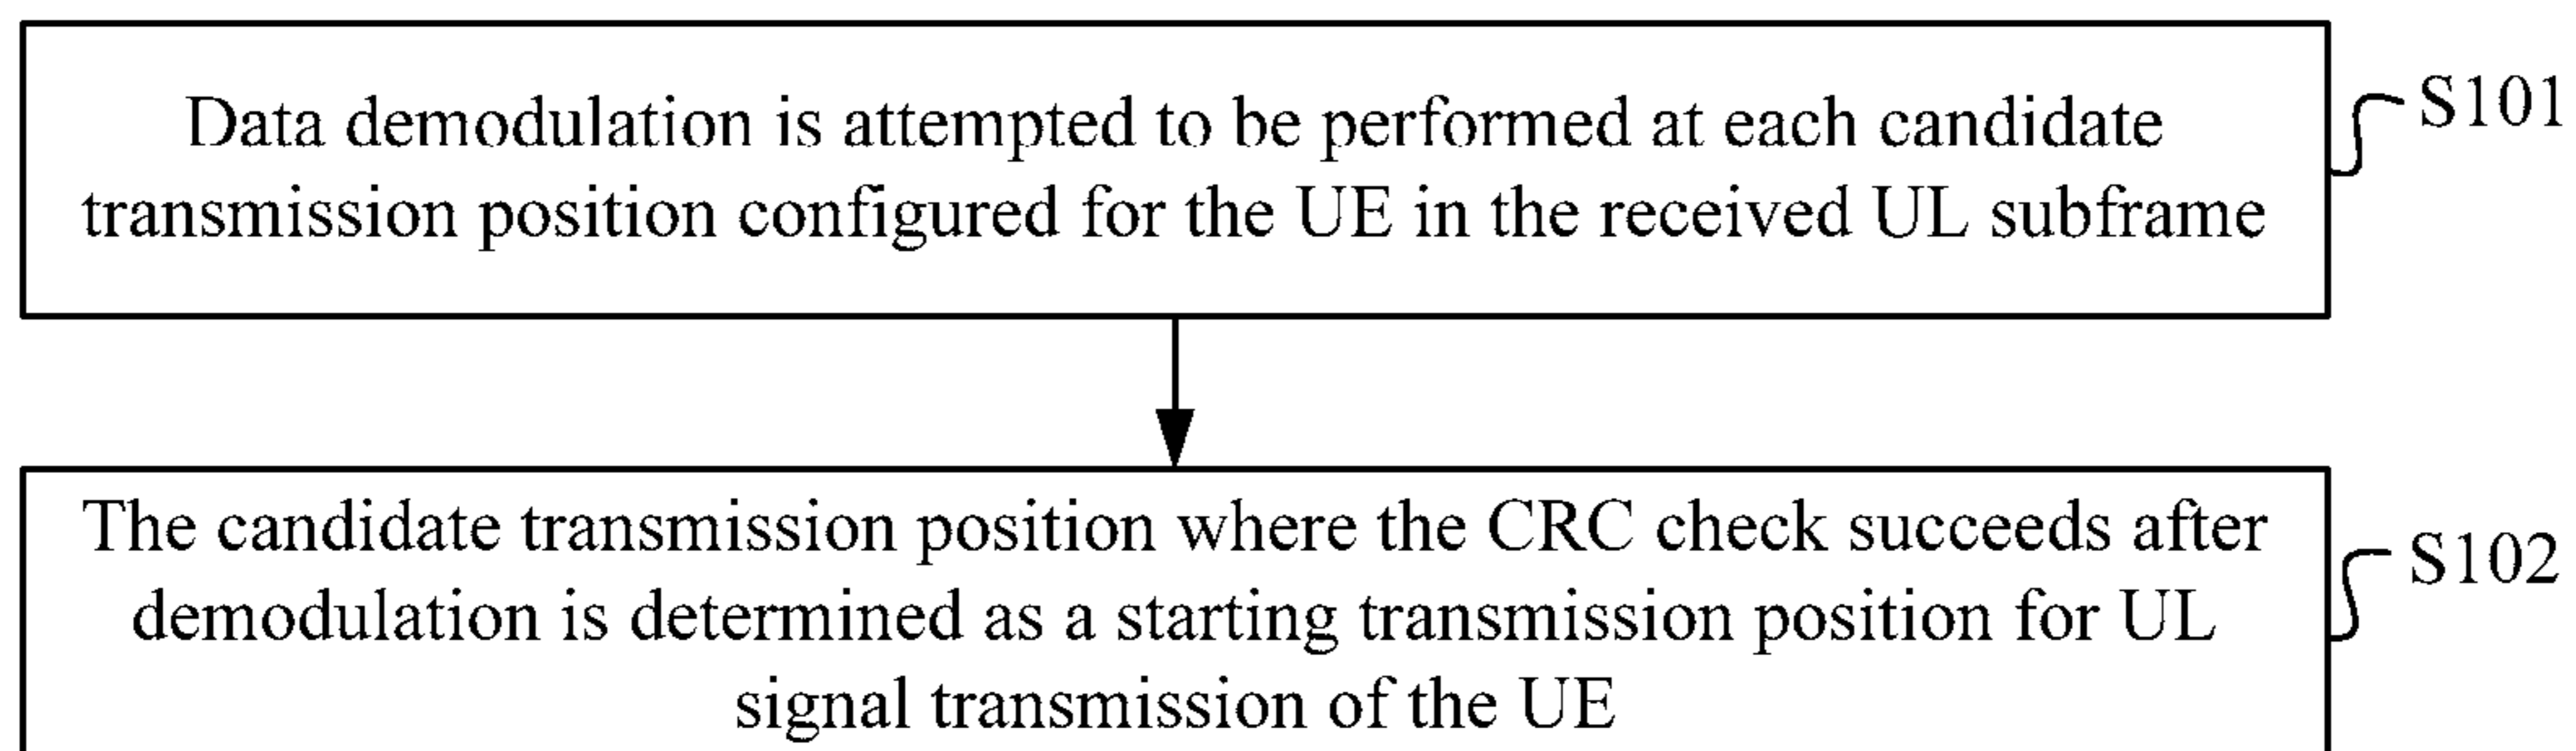 Data demodulation is attempted to be performed at each candidate
transmission position configured for the UE in the received UL subframe
S101
The candidate transmission position where the CRC check succeeds after
demodulation is determined as a starting transmission position for UL
signal transmission of the UE
S102